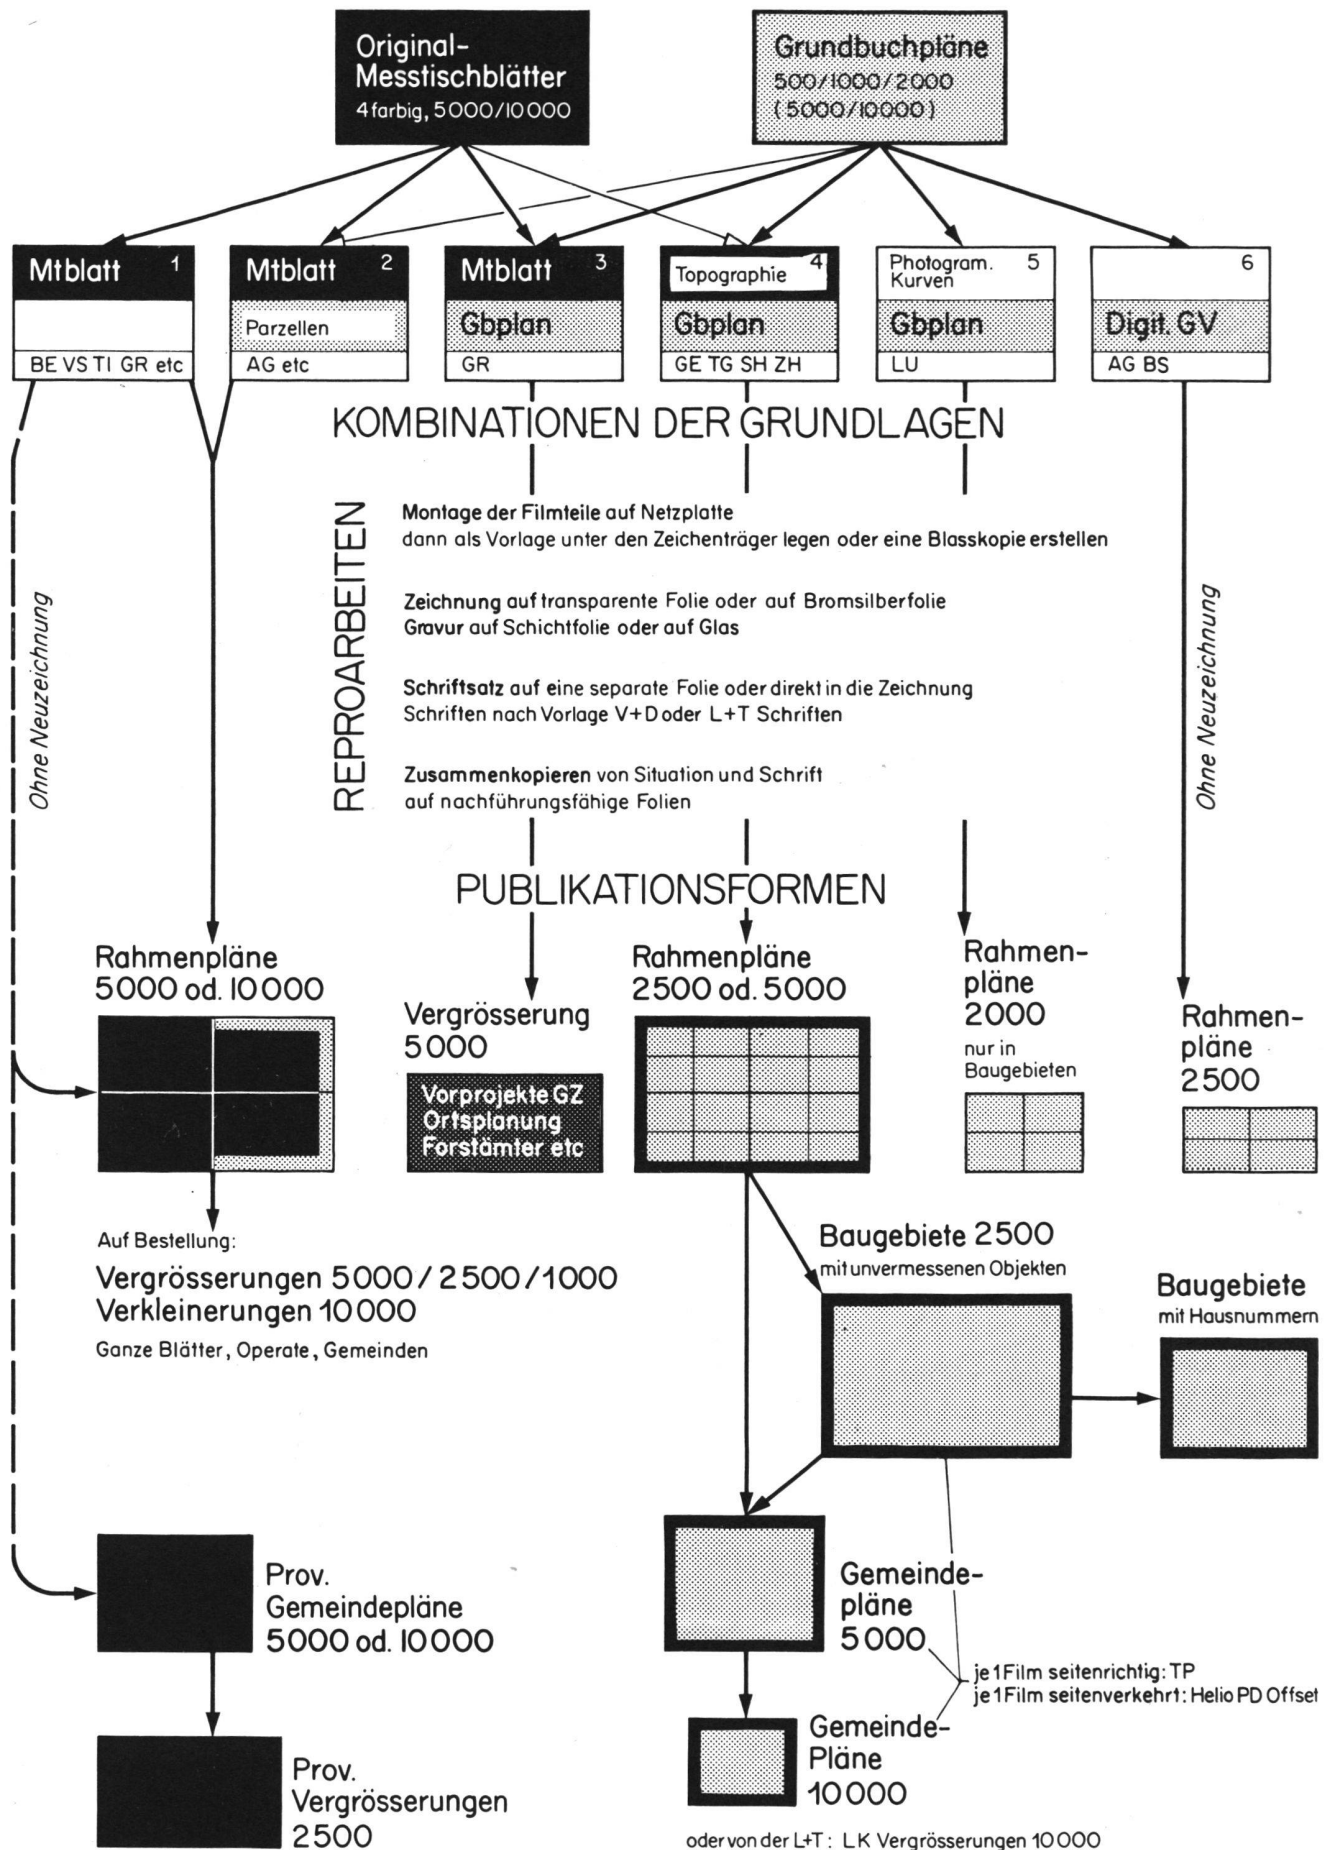 Original-
Messtischblätter
4farbig, 5000/10000
Grundbuchpläne
500/1000/2000
(5000/10000)
Mtblatt 1
BE VS TI GR etc
Mtblatt 2
Parzellen
AG etc
Mtblatt 3
Gbplan
GR
Topographie 4
Gbplan
GE TG SH ZH
Photogram. 5
Kurven
Gbplan
LU
6
Digit. GV
AG BS
KOMBINATIONEN DER GRUNDLAGEN
REPROARBEITEN
Montage der Filmteile auf Netzplatte
dann als Vorlage unter den Zeichenträger legen oder eine Blasskopie erstellen
Zeichnung auf transparente Folie oder auf Bromsilberfolie
Gravur auf Schichtfolie oder auf Glas
Schriftsatz auf eine separate Folie oder direkt in die Zeichnung
Schriften nach Vorlage V+D oder L+T Schriften
Zusammenkopieren von Situation und Schrift
auf nachführungsfähige Folien
Ohne Neuzeichnung
Ohne Neuzeichnung
PUBLIKATIONSFORMEN
Rahmenpläne
5000 od. 10000
Vergrösserung
5000
Vorprojekte GZ
Ortsplanung
Forstämter etc
Rahmenpläne
2500 od. 5000
Rahmen-
pläne
2000
nur in
Baugebieten
Rahmen-
pläne
2500
Auf Bestellung:
Vergrösserungen 5000/2500/1000
Verkleinerungen 10000
Ganze Blätter, Operate, Gemeinden
Baugebiete 2500
mit unvermessenen Objekten
Baugebiete
mit Hausnummern
Prov.
Gemeindepläne
5000 od. 10000
Gemeinde-
pläne
5000
je 1 Film seitenrichtig: TP
je 1 Film seitenverkehrt: Helio PD Offset
Gemeinde-
Pläne
10000
Prov.
Vergrösserungen
2500
oder von der L+T: LK Vergrösserungen 10000